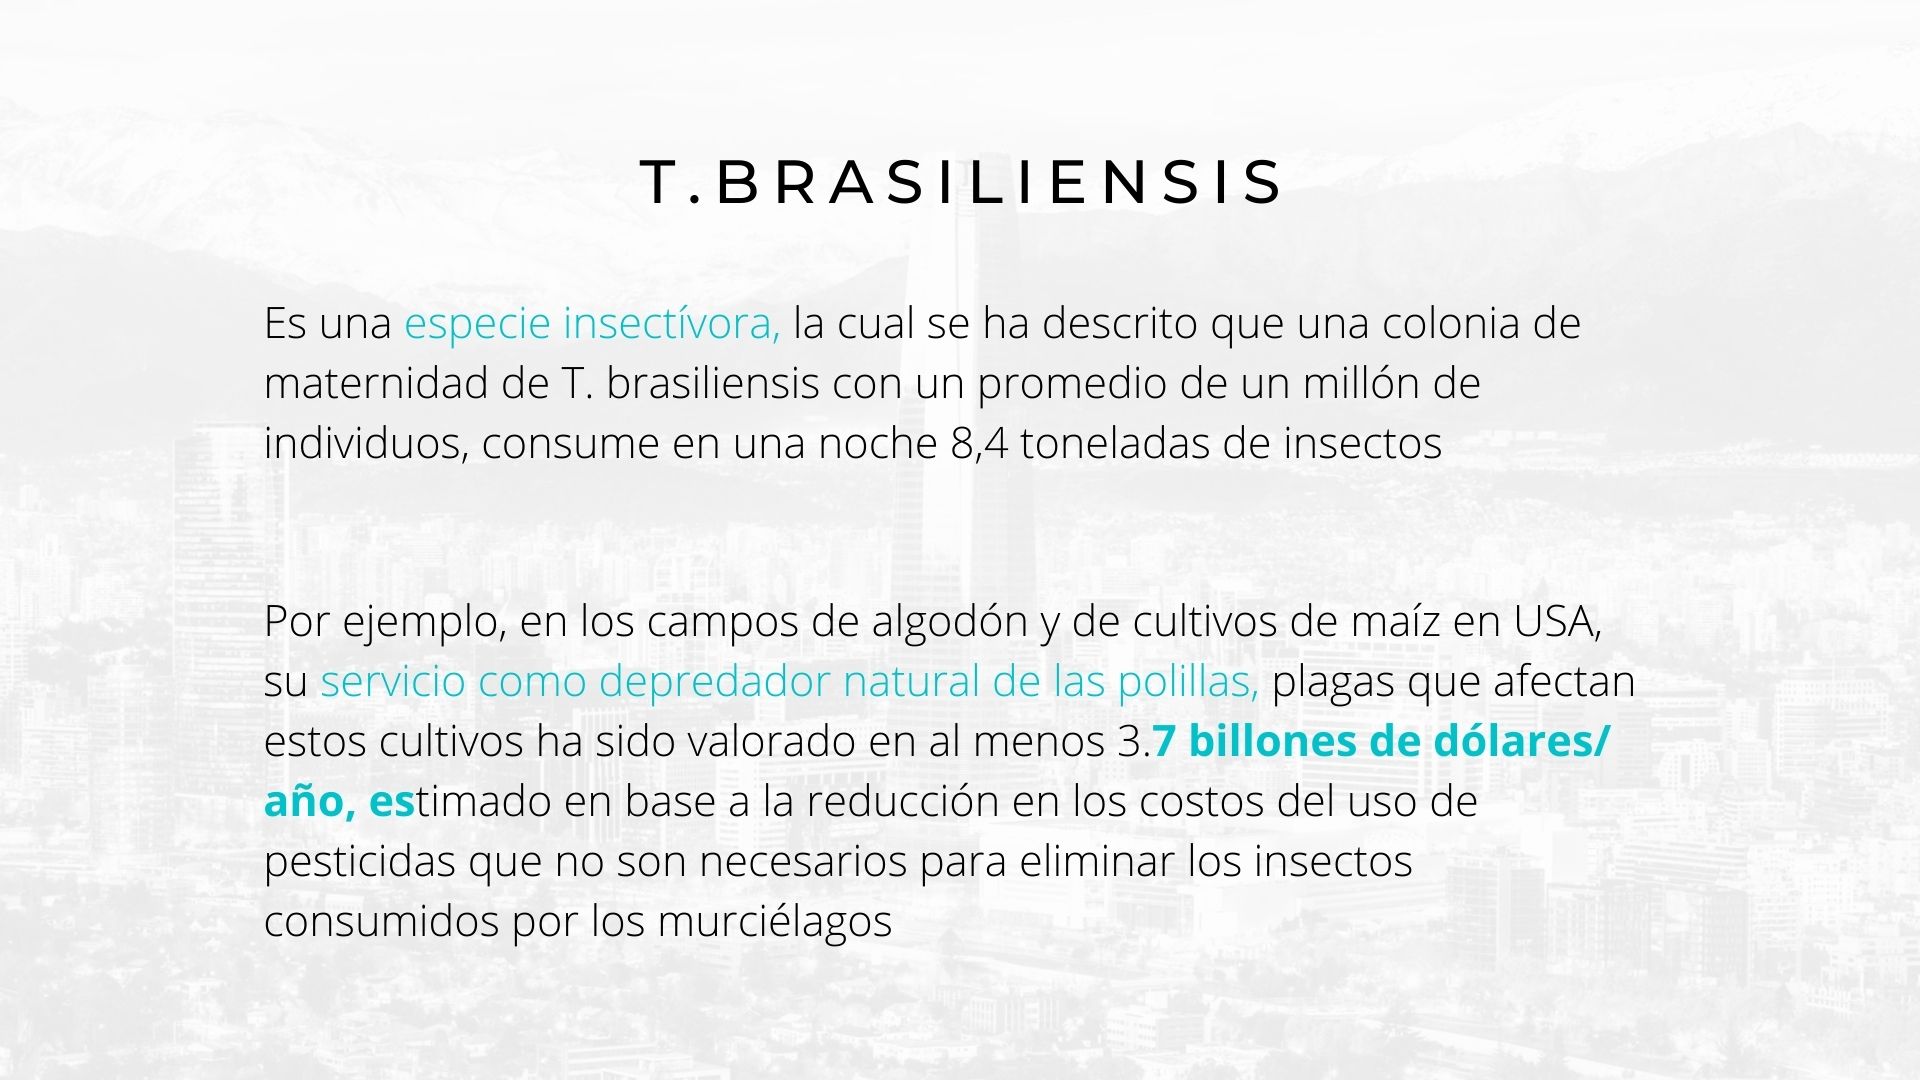 T.BRASILIENSIS
Es una especie insectívora, la cual se ha descrito que una colonia de
maternidad de T. brasiliensis con un promedio de un millón de
individuos, consume en una noche 8,4 toneladas de insectos
Por ejemplo, en los campos de algodón y de cultivos de maíz en USA,
su servicio como depredador natural de las polillas, plagas que afectan
estos cultivos ha sido valorado en al menos 3.7 billones de dólares/
año, estimado en base a la reducción en los costos del uso de
pesticidas que no son necesarios para eliminar los insectos
consumidos por los murciélagos